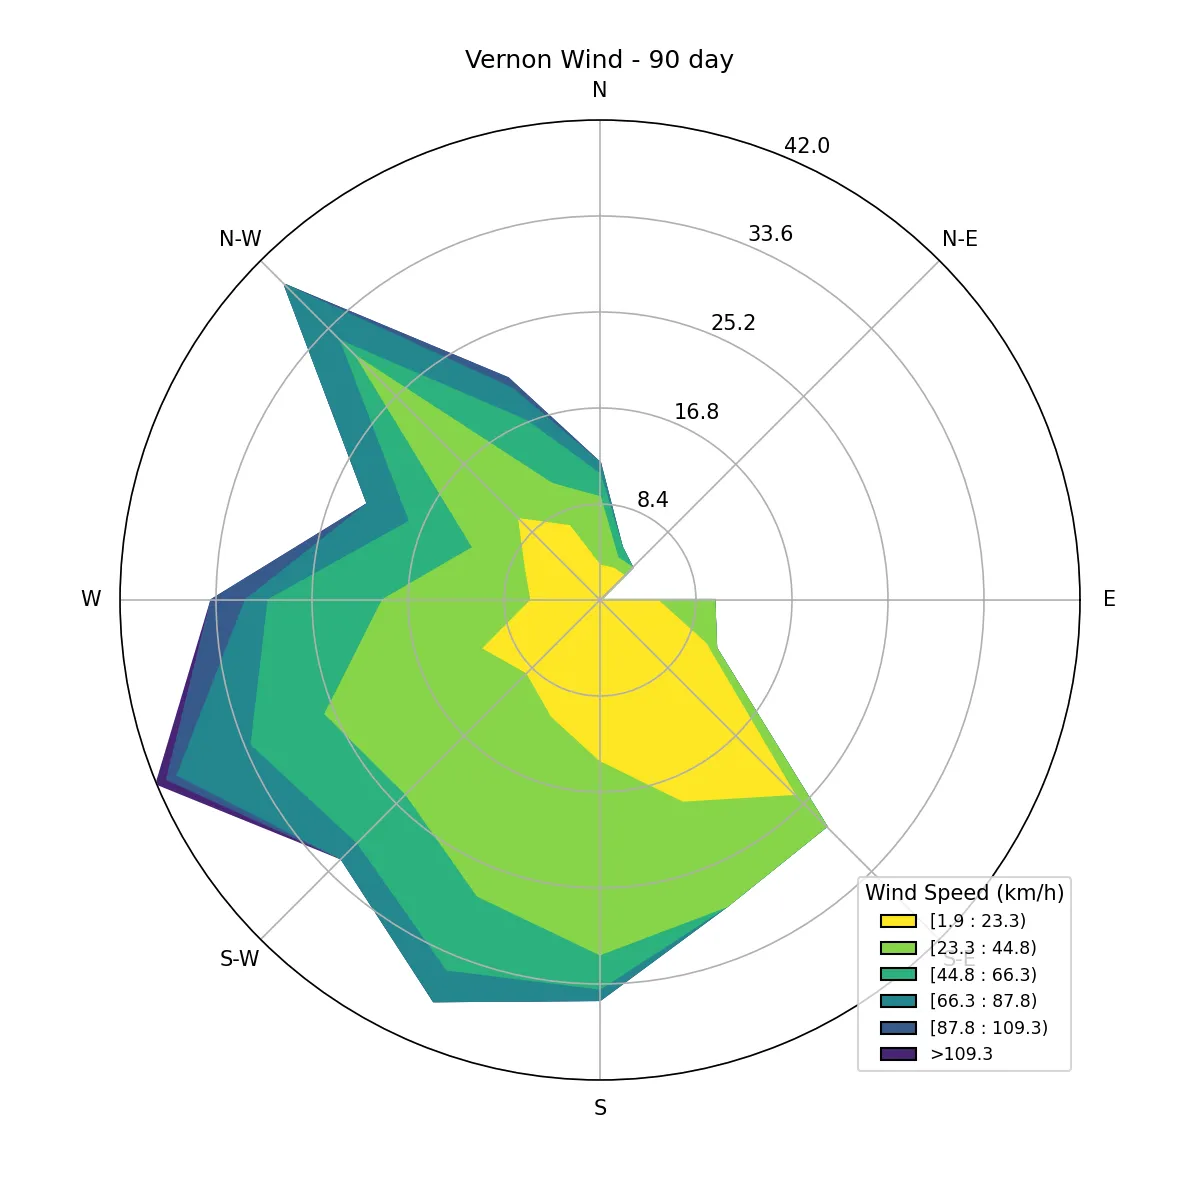 Vernon Wind - 90 day
N
42.0
N-W
33.6
N-E
25.2
16.8
8.4
W
E
S-W
S-E
S
Wind Speed (km/h)
[1.9 : 23.3)
[23.3 : 44.8)
[44.8 : 66.3)
[66.3 : 87.8)
[87.8 : 109.3)
>109.3